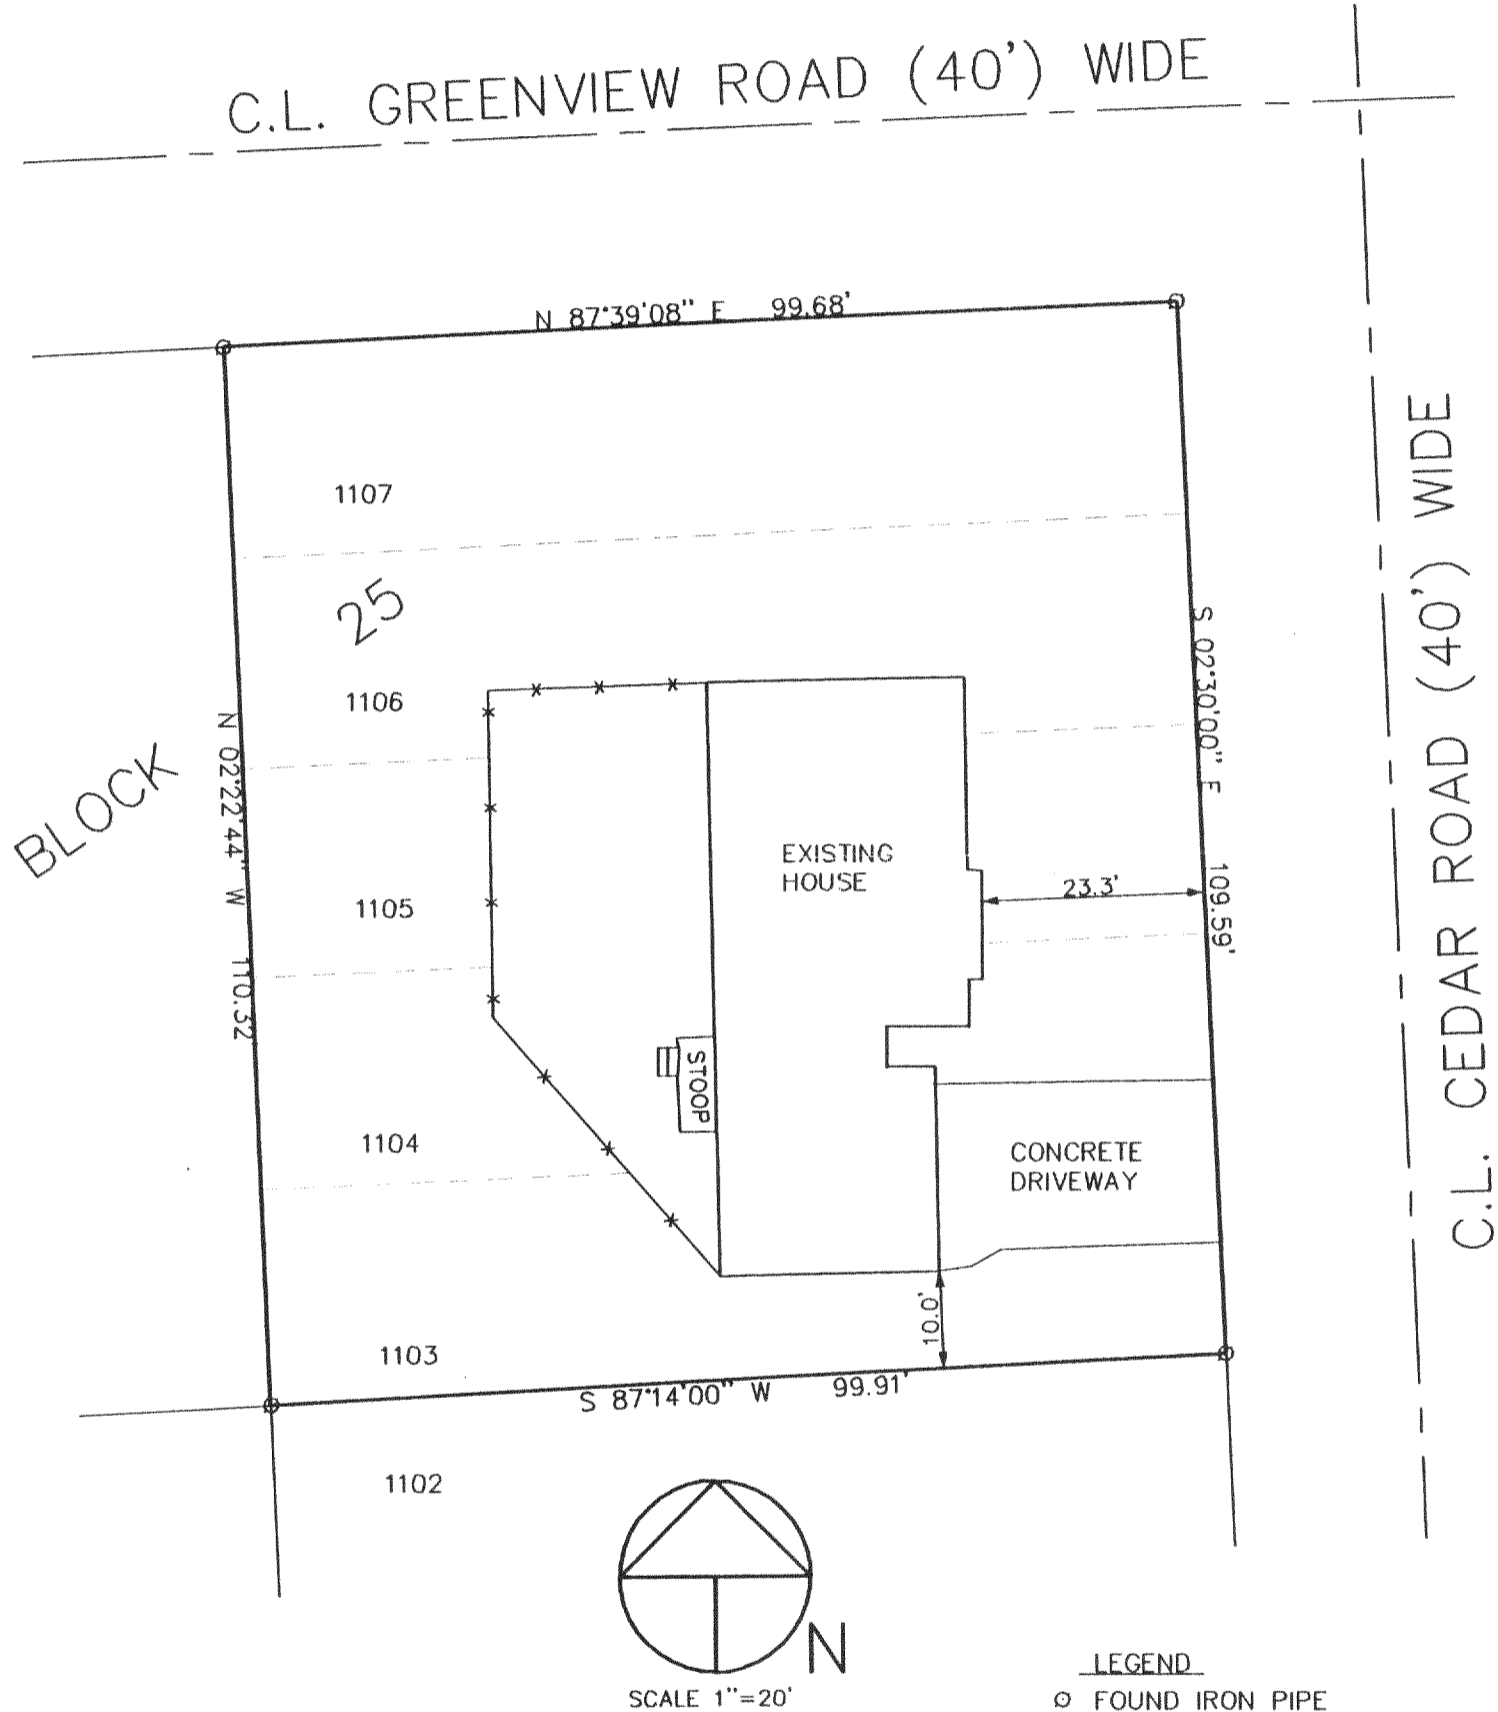 C.L. GREENVIEW ROAD (40') WIDE
N 87°39'08" E 99.68'
1107
25
BLOCK
1106
N 02°22'44" W 110.32
1105
EXISTING
HOUSE
23.3'
S 02°30'00" E 109.59'
C.L. CEDAR ROAD (40') WIDE
STOOP
1104
CONCRETE
DRIVEWAY
10.0'
1103
S 87°14'00" W 99.91'
1102
N
SCALE 1"=20'
LEGEND
FOUND IRON PIPE